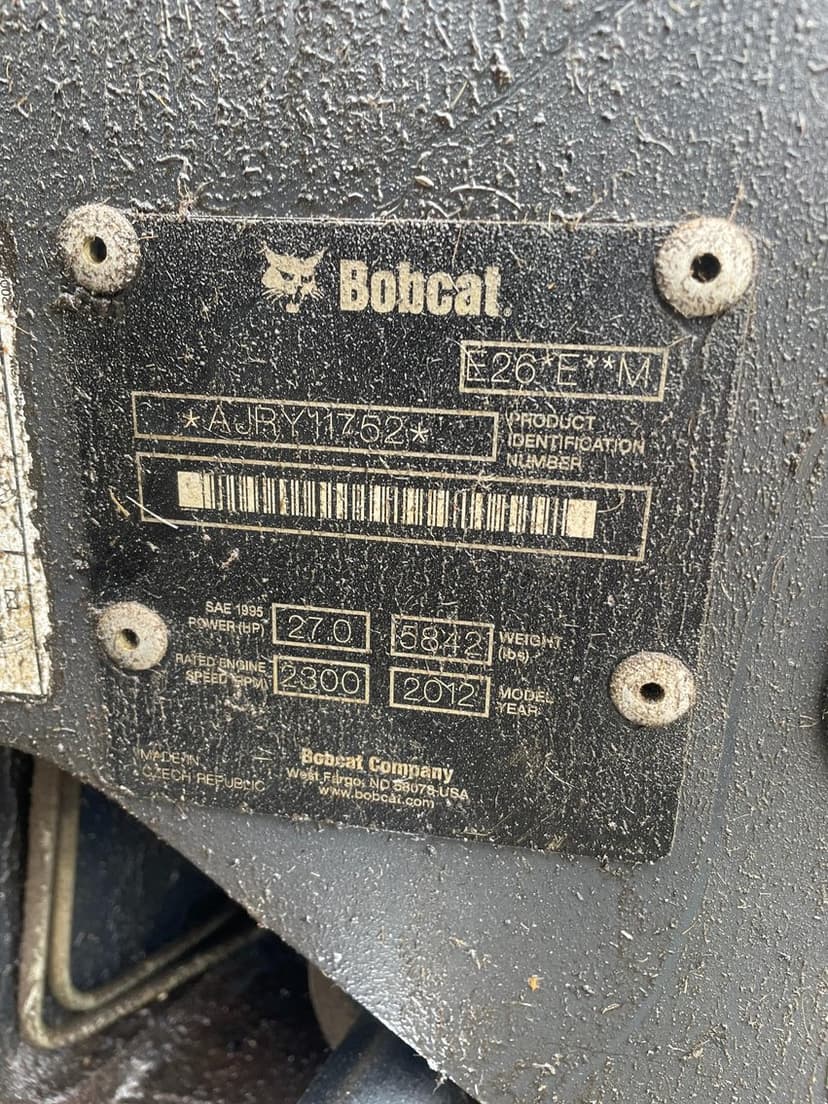 Bobcat.
E26*E**M
*AJRY11752*
PRODUCT
IDENTIFICATION
NUMBER
SAE 1995
POWER (HP)
27.0
5842
WEIGHT
(lbs)
RATED ENGINE
SPEED (RPM)
2300
2012
MODEL
YEAR
MADE IN
CZECH REPUBLIC
Bobcat Company
West Fargo, ND 58078 USA
www.bobcat.com